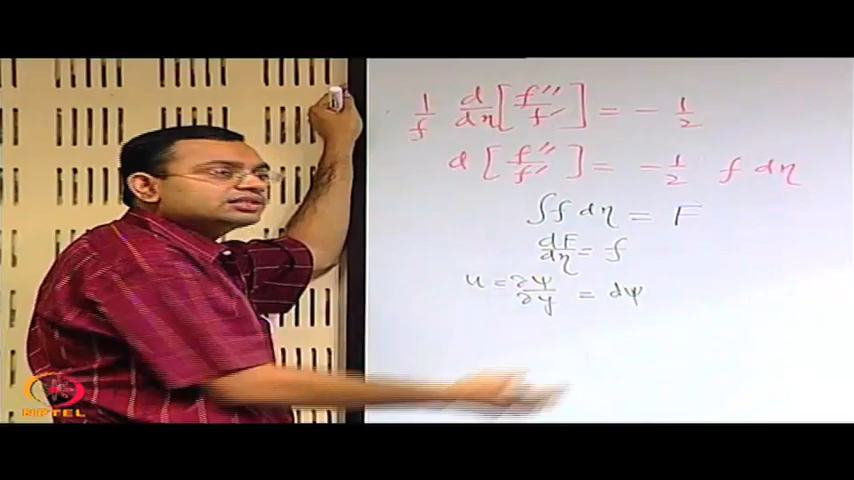 1/f d/dη [f''/f'] = - 1/2
d [f''/f'] = - 1/2 f dη
∫f dη = F
dF/dη = f
u = ∂ψ/∂y = dψ
NPTEL